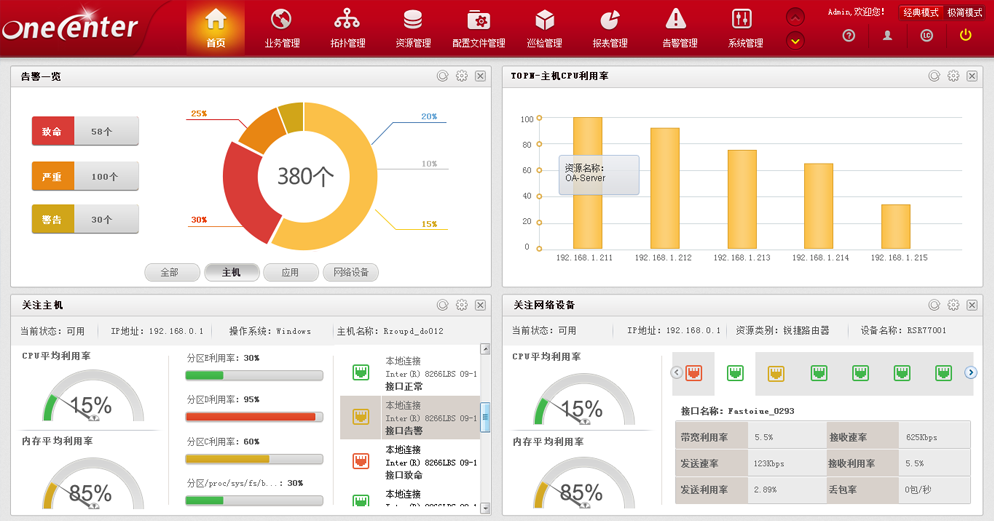 OneCenter
首页
业务管理
拓扑管理
资源管理
配置文件管理
巡检管理
报表管理
告警管理
系统管理
Admin,欢迎您!
经典模式
极简模式
告警一览
致命 58个
严重 100个
警告 30个
25%
20%
10%
15%
30%
380个
全部
主机
应用
网络设备
TOPN-主机CPU利用率
100
80
60
40
20
0
资源名称:
OA-Server
192.168.1.211
192.168.1.212
192.168.1.213
192.168.1.214
192.168.1.215
关注主机
当前状态: 可用
IP地址: 192.168.0.1
操作系统: Windows
主机名称: Rroupd_do012
CPU平均利用率
15%
内存平均利用率
85%
分区E利用率: 30%
分区D利用率: 95%
分区C利用率: 60%
分区/proc/sys/fs/b...: 30%
本地连接
Inter(R) 8266LBS 09-1
接口正常
本地连接
Inter(R) 8266LBS 09-1
接口告警
本地连接
Inter(R) 8266LBS 09-1
接口致命
本地连接
关注网络设备
当前状态: 可用
IP地址: 192.168.0.1
资源类别: 锐捷路由器
设备名称: RSR77001
CPU平均利用率
15%
内存平均利用率
85%
接口名称: Fastoiue_0293
带宽利用率 5.5% 接收速率 625Kbps
发送速率 123Kbps 接收利用率 5.5%
发送利用率 2.89% 丢包率 0包/秒